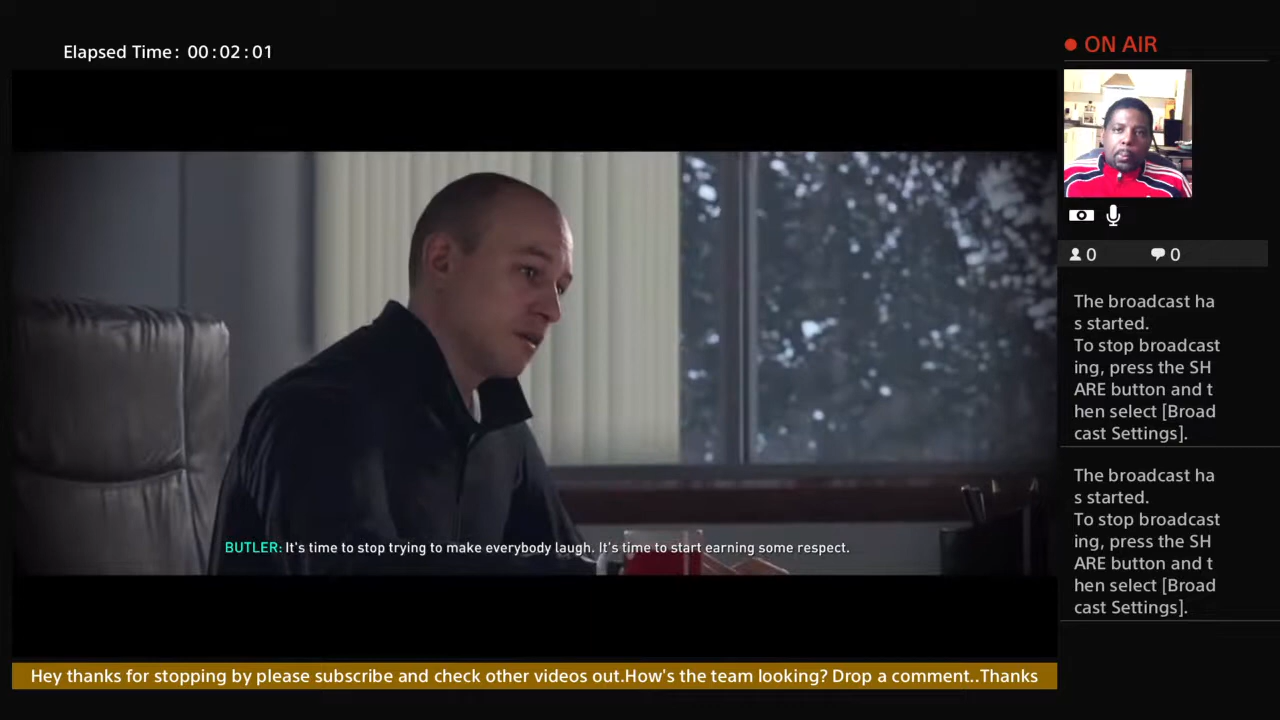 Elapsed Time: 00:02:01
ON AIR
0 0
The broadcast ha
s started.
To stop broadcast
ing, press the SH
ARE button and t
hen select [Broad
cast Settings].
The broadcast ha
s started.
To stop broadcast
ing, press the SH
ARE button and t
hen select [Broad
cast Settings].
BUTLER: It's time to stop trying to make everybody laugh. It's time to start earning some respect.
Hey thanks for stopping by please subscribe and check other videos out.How's the team looking? Drop a comment..Thanks